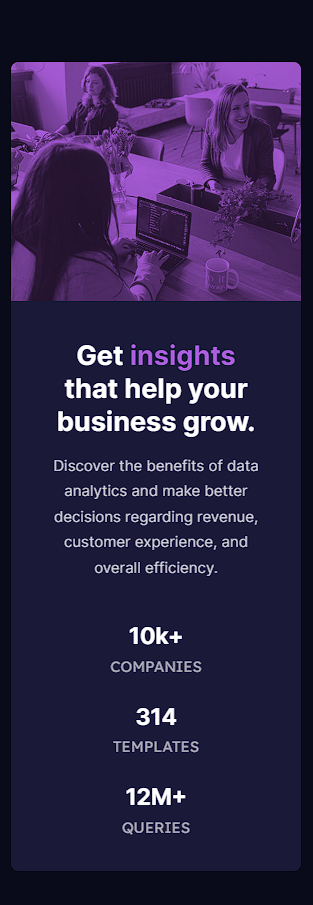 Get insights
that help your
business grow.
Discover the benefits of data
analytics and make better
decisions regarding revenue,
customer experience, and
overall efficiency.
10k+
COMPANIES
314
TEMPLATES
12M+
QUERIES